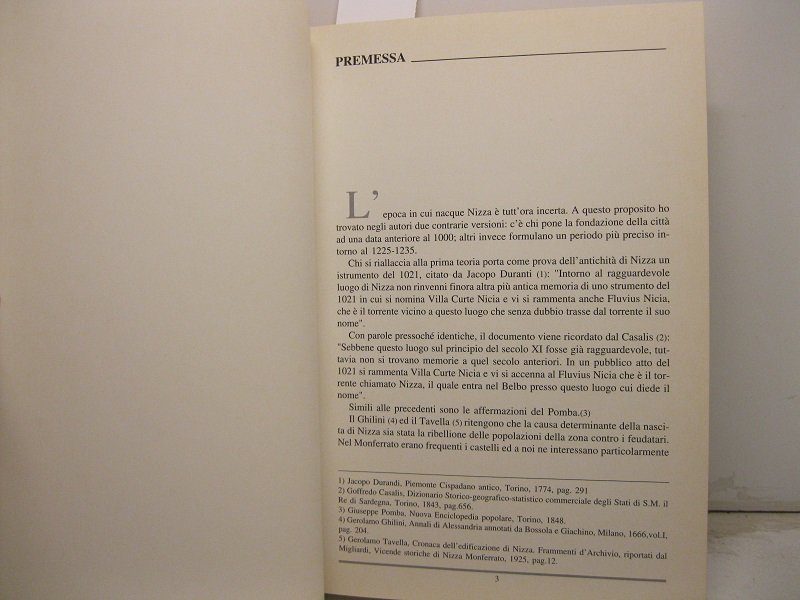 PREMESSA
L'epoca in cui nacque Nizza è tutt'ora incerta. A questo proposito ho
trovato negli autori due contrarie versioni: c'è chi pone la fondazione della città
ad una data anteriore al 1000; altri invece formulano un periodo più preciso in-
torno al 1225-1235.
Chi si riallaccia alla prima teoria porta come prova dell'antichità di Nizza un
istrumento del 1021, citato da Jacopo Duranti (1): "Intorno al ragguardevole
luogo di Nizza non rinvenni finora altra più antica memoria di uno strumento del
1021 in cui si nomina Villa Curte Nicia e vi si rammenta anche Fluvius Nicia,
che è il torrente vicino a questo luogo che senza dubbio trasse dal torrente il suo
nome".
Con parole pressoché identiche, il documento viene ricordato dal Casalis (2):
"Sebbene questo luogo sul principio del secolo XI fosse già ragguardevole, tut-
tavia non si trovano memorie a quel secolo anteriori. In un pubblico atto del
1021 si rammenta Villa Curte Nicia e vi si accenna al Fluvius Nicia che è il tor-
rente chiamato Nizza, il quale entra nel Belbo presso questo luogo cui diede il
nome".
Simili alle precedenti sono le affermazioni del Pomba.(3)
Il Ghilini (4) ed il Tavella (5) ritengono che la causa determinante della nasci-
ta di Nizza sia stata la ribellione delle popolazioni della zona contro i feudatari.
Nel Monferrato erano frequenti i castelli ed a noi ne interessano particolarmente
1) Jacopo Durandi, Piemonte Cispadano antico, Torino, 1774, pag. 291
2) Goffredo Casalis, Dizionario Storico-geografico-statistico commerciale degli Stati di S.M. il
Re di Sardegna, Torino, 1843, pag.656.
3) Giuseppe Pomba, Nuova Enciclopedia popolare, Torino, 1848.
4) Gerolamo Ghilini, Annali di Alessandria annotati da Bossola e Giachino, Milano, 1666,vol.I,
pag. 204.
5) Gerolamo Tavella, Cronaca dell'edificazione di Nizza. Frammenti d'Archivio, riportati dal
Migliardi, Vicende storiche di Nizza Monferrato, 1925, pag.12.
3